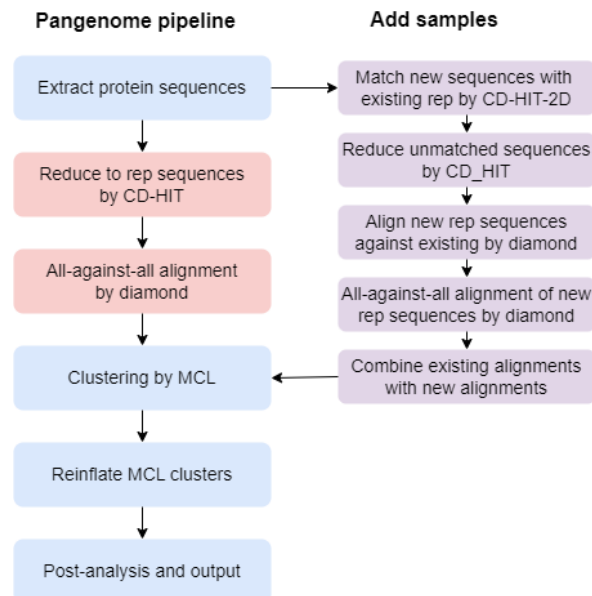 Pangenome pipeline
Extract protein sequences
Reduce to rep sequences
by CD-HIT
All-against-all alignment
by diamond
Clustering by MCL
Reinflate MCL clusters
Post-analysis and output
Add samples
Match new sequences with
existing rep by CD-HIT-2D
Reduce unmatched sequences
by CD_HIT
Align new rep sequences
against existing by diamond
All-against-all alignment of new
rep sequences by diamond
Combine existing alignments
with new alignments